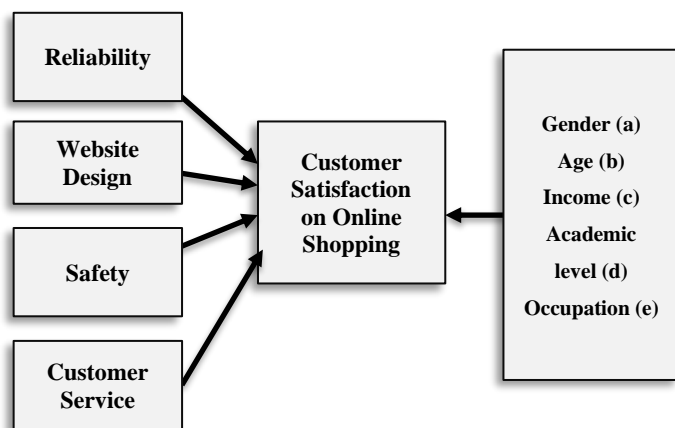 Reliability
Website
Design
Safety
Customer
Service
Customer
Satisfaction
on Online
Shopping
Gender (a)
Age (b)
Income (c)
Academic
level (d)
Occupation (e)